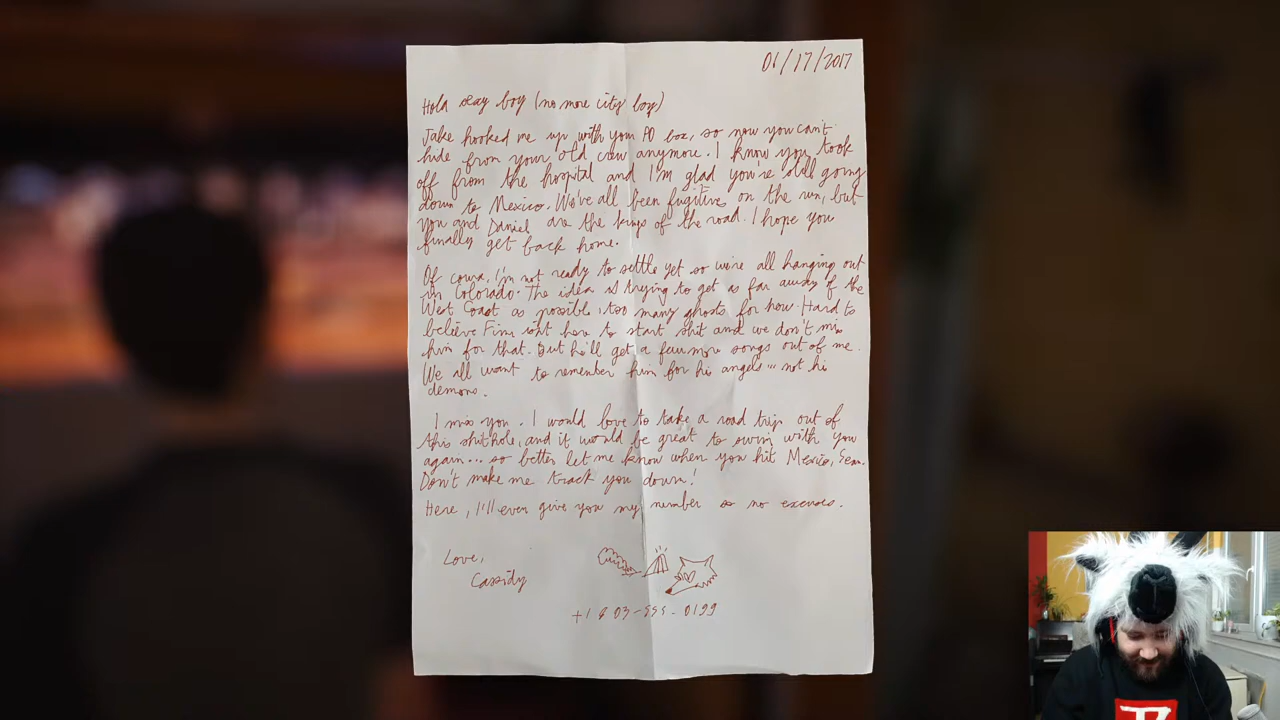 06/17/2017
Hola sexy boy (no more city boy)
Jake hooked me up with your PO box, so now you can't
hide from your old crew anymore. I know you took
off from the hospital and I'm glad you're still going
down to Mexico. We've all been fugitives on the run, but
you and Daniel are the kings of the road. I hope you
finally get back home.
Of course, I'm not ready to settle yet so we're all hanging out
in Colorado. The idea is trying to get as far away of the
West Coast as possible, too many ghosts for now. Hard to
believe Finn isn't here to start shit and we don't miss
him for that. But he'll get a few more songs out of me.
We all want to remember him for his angels... not his
demons.
I miss you. I would love to take a road trip out of
this shithole, and it would be great to swim with you
again... so better let me know when you hit Mexico, Sean.
Don't make me track you down!
Here, I'll even give you my number so no excuses.
Love,
Cassidy
+1 603-555-0199